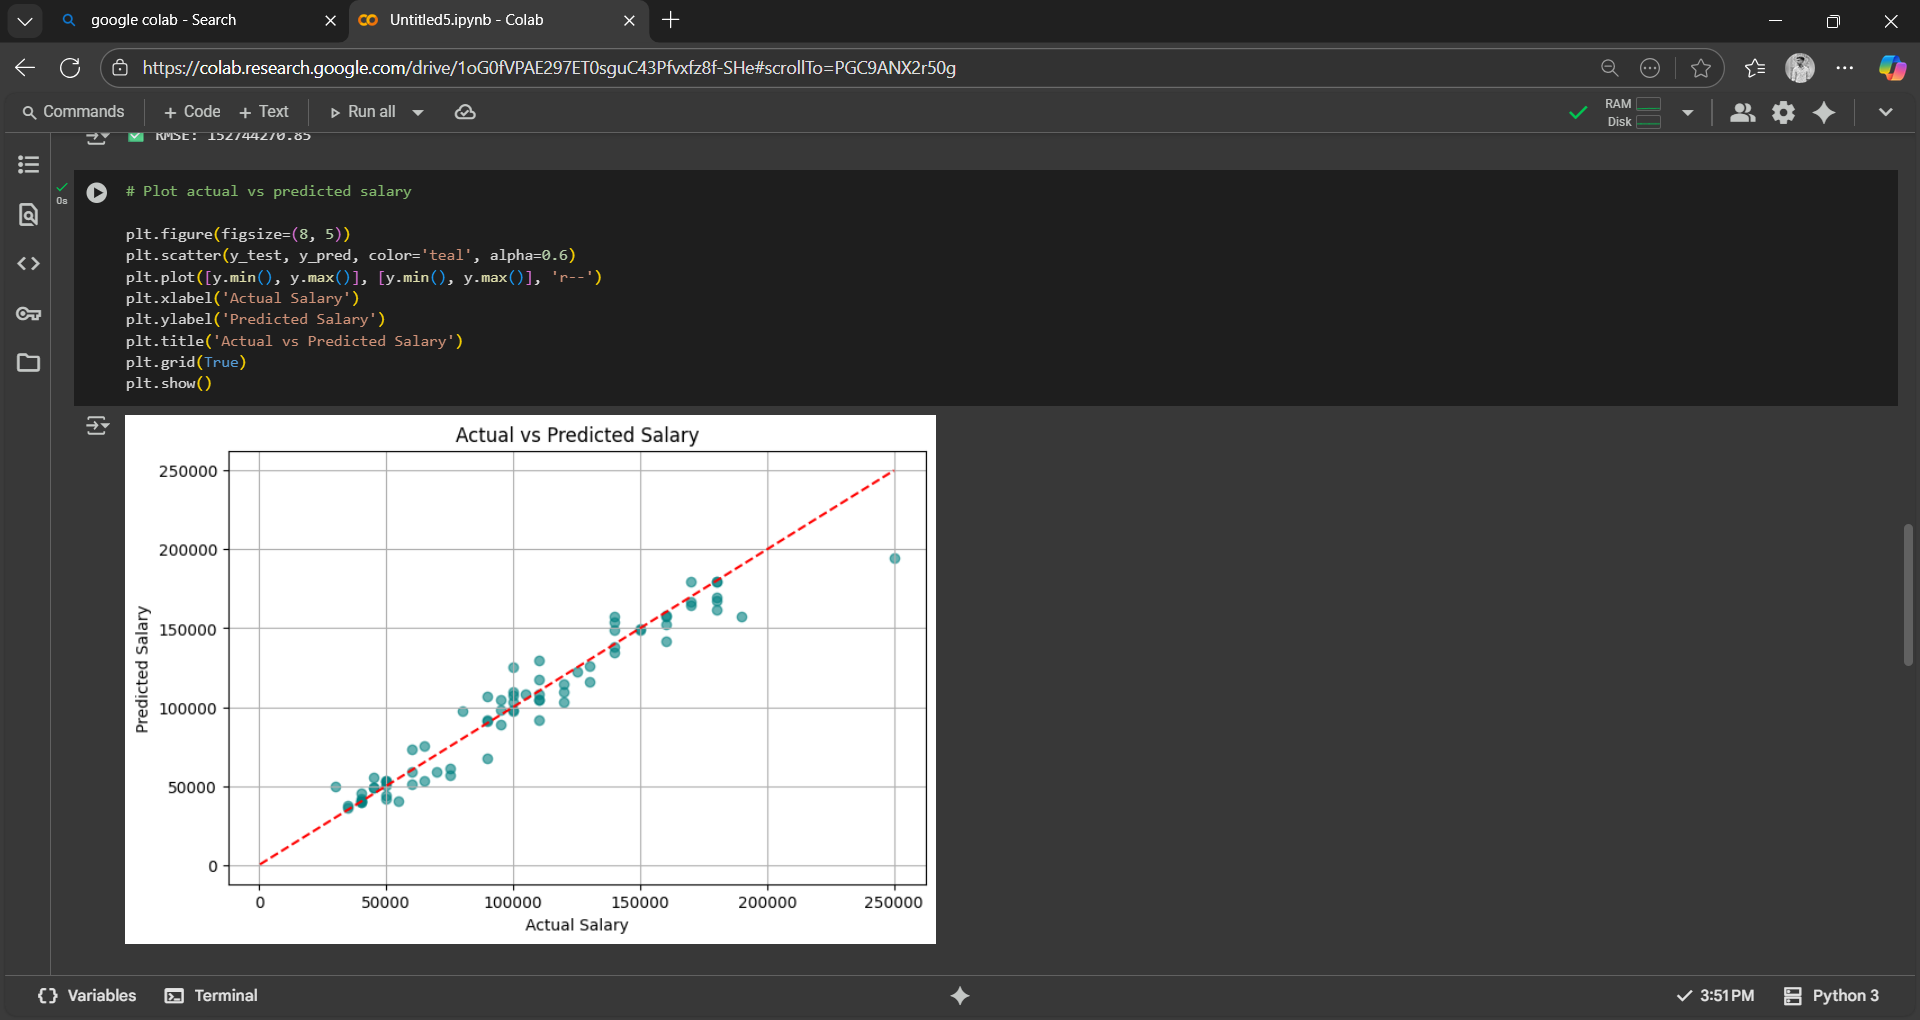 google colab - Search
Untitled5.ipynb - Colab
https://colab.research.google.com/drive/1oG0fVPAE297ET0sguC43Pfvxfz8f-SHe#scrollTo=PGC9ANX2r50g
Commands
+ Code
+ Text
Run all
RAM
Disk
RMSE: 152744270.85
0s
# Plot actual vs predicted salary
plt.figure(figsize=(8, 5))
plt.scatter(y_test, y_pred, color='teal', alpha=0.6)
plt.plot([y.min(), y.max()], [y.min(), y.max()], 'r--')
plt.xlabel('Actual Salary')
plt.ylabel('Predicted Salary')
plt.title('Actual vs Predicted Salary')
plt.grid(True)
plt.show()
Actual vs Predicted Salary
250000
200000
150000
100000
50000
0
Predicted Salary
0
50000
100000
150000
200000
250000
Actual Salary
Variables
Terminal
3:51 PM
Python 3